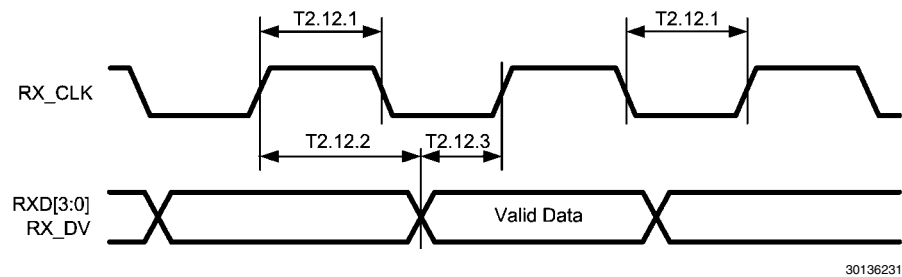 T2.12.1
T2.12.1
RX_CLK
T2.12.2
T2.12.3
RXD[3:0]
RX_DV
Valid Data
30136231